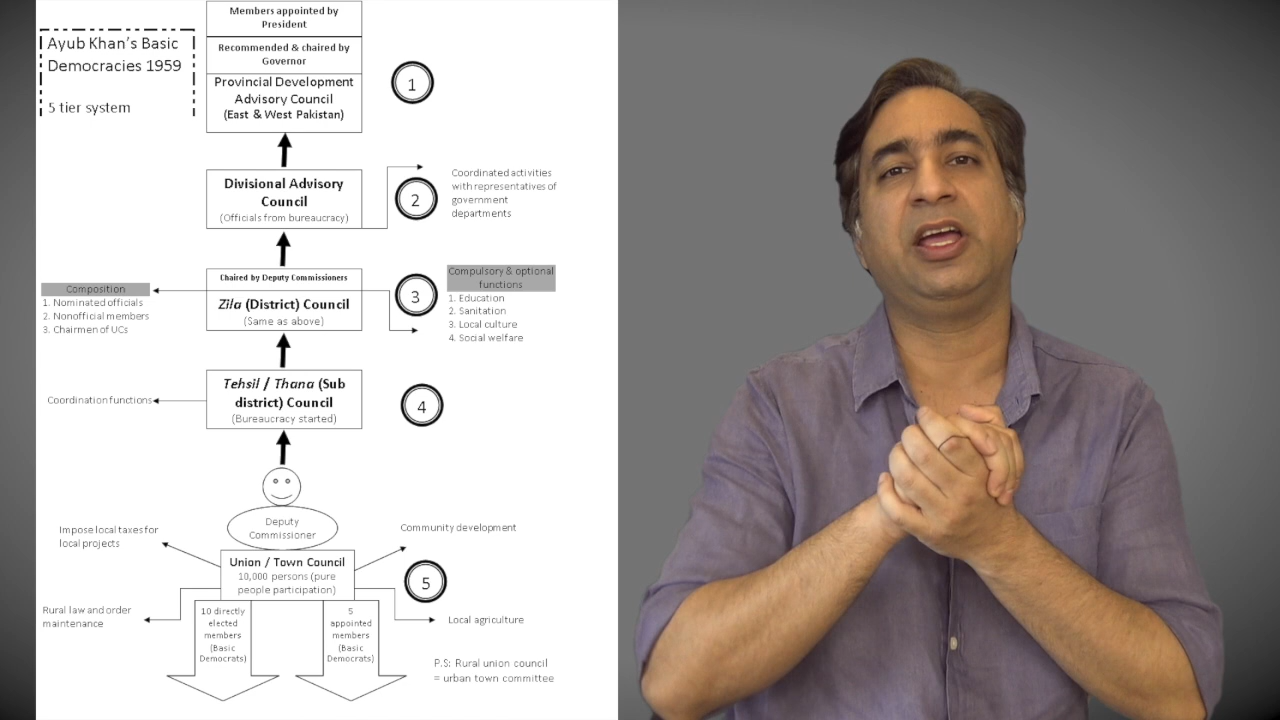 Ayub Khan's Basic
Democracies 1959
5 tier system
Members appointed by
President
Recommended & chaired by
Governor
Provincial Development
Advisory Council
(East & West Pakistan)
1
Divisional Advisory
Council
(Officials from bureaucracy)
2
Coordinated activities
with representatives of
government
departments
Chaired by Deputy Commissioners
Zila (District) Council
(Same as above)
3
Composition
1. Nominated officials
2. Nonofficial members
3. Chairmen of UCs
Compulsory & optional
functions
1. Education
2. Sanitation
3. Local culture
4. Social welfare
Tehsil / Thana (Sub
district) Council
(Bureaucracy started)
4
Coordination functions
Deputy
Commissioner
Impose local taxes for
local projects
Community development
Union / Town Council
10,000 persons (pure
people participation)
5
Rural law and order
maintenance
10 directly
elected
members
(Basic
Democrats)
5
appointed
members
(Basic
Democrats)
Local agriculture
P.S: Rural union council
= urban town committee